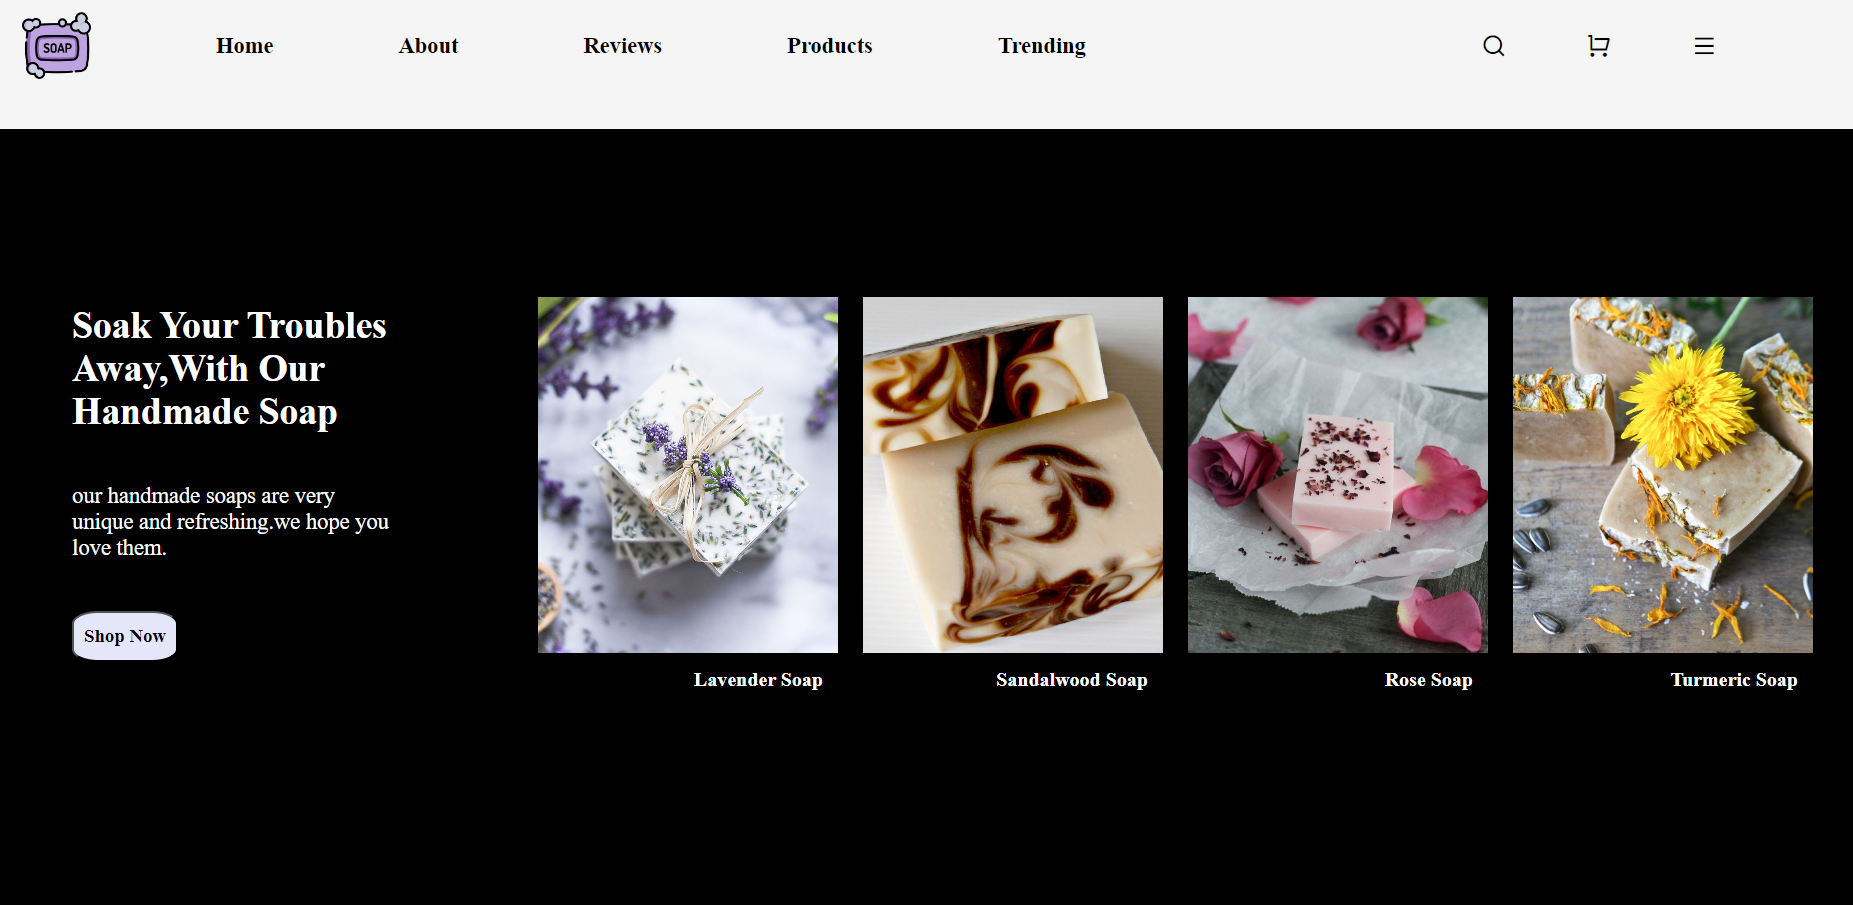 SOAP
Home
About
Reviews
Products
Trending
Soak Your Troubles
Away,With Our
Handmade Soap
our handmade soaps are very
unique and refreshing.we hope you
love them.
Shop Now
Lavender Soap
Sandalwood Soap
Rose Soap
Turmeric Soap